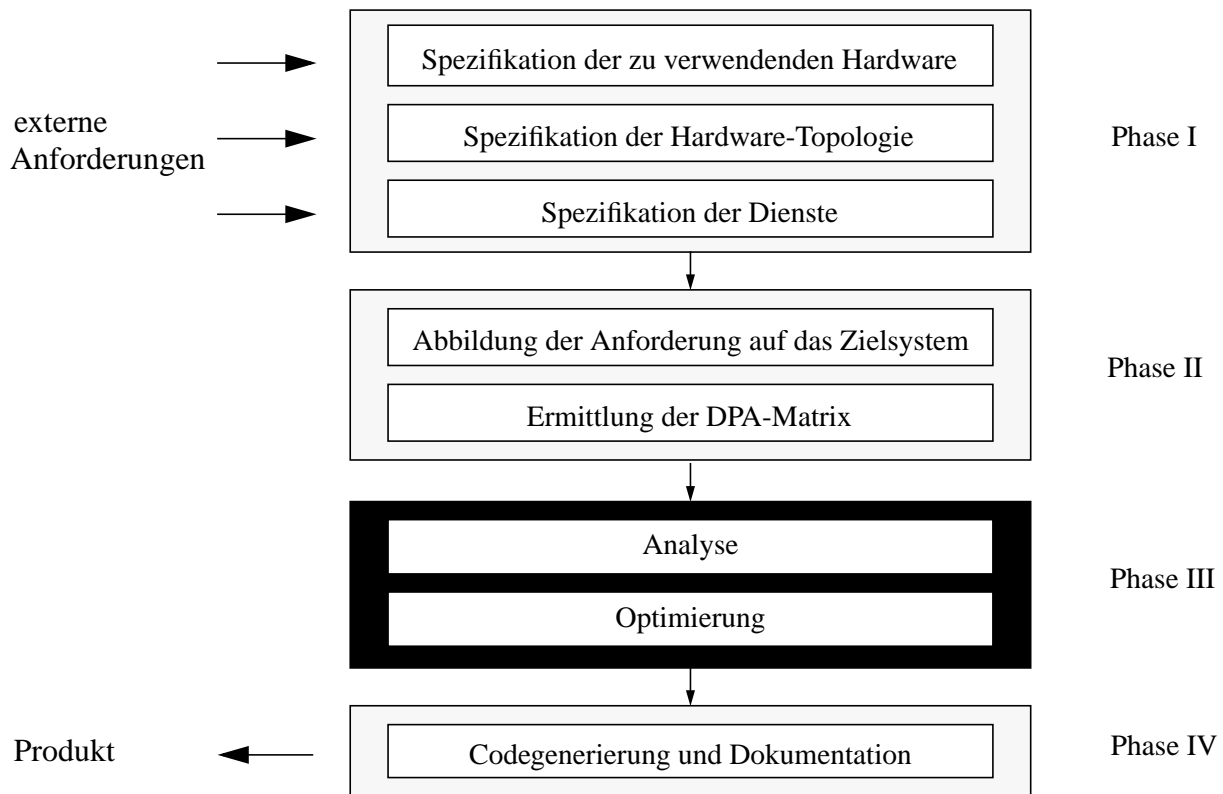 Spezifikation der zu verwendenden Hardware
externe
Anforderungen
Spezifikation der Hardware-Topologie
Phase I
Spezifikation der Dienste
Abbildung der Anforderung auf das Zielsystem
Phase II
Ermittlung der DPA-Matrix
Analyse
Phase III
Optimierung
Produkt
Codegenerierung und Dokumentation
Phase IV